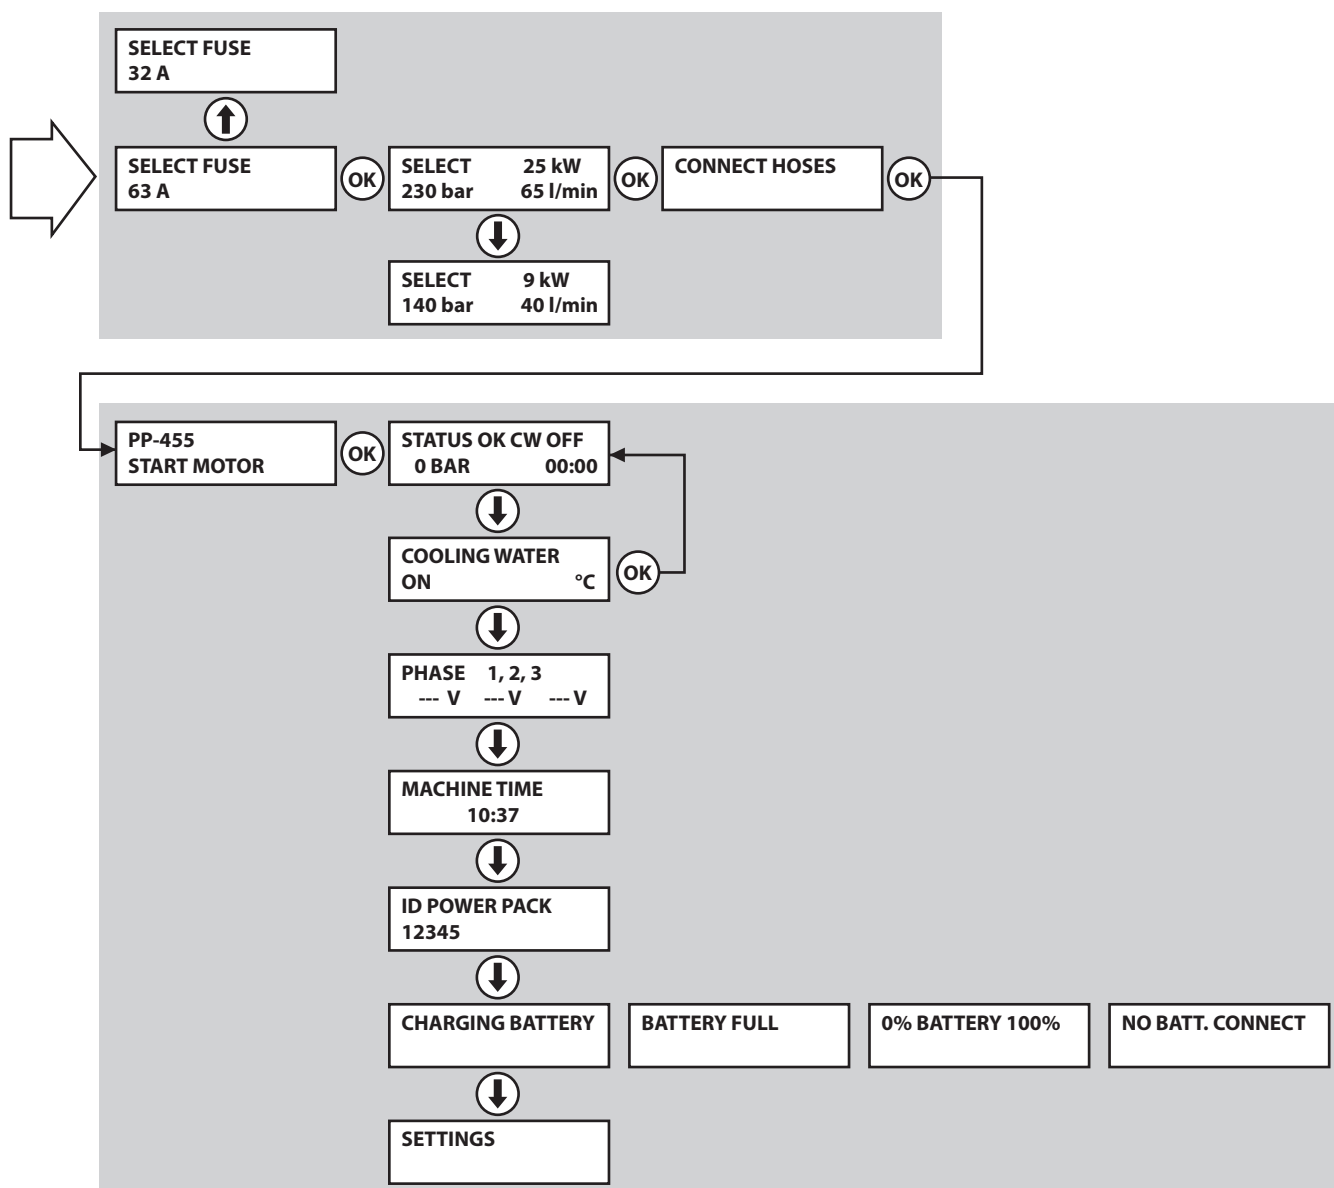 SELECT FUSE
32 A
SELECT FUSE
63 A
OK
SELECT 25 kW
230 bar 65 l/min
OK
CONNECT HOSES
OK
SELECT 9 kW
140 bar 40 l/min
PP-455
START MOTOR
OK
STATUS OK CW OFF
0 BAR 00:00
COOLING WATER
ON °C
OK
PHASE 1, 2, 3
--- V --- V --- V
MACHINE TIME
10:37
ID POWER PACK
12345
CHARGING BATTERY
BATTERY FULL
0% BATTERY 100%
NO BATT. CONNECT
SETTINGS